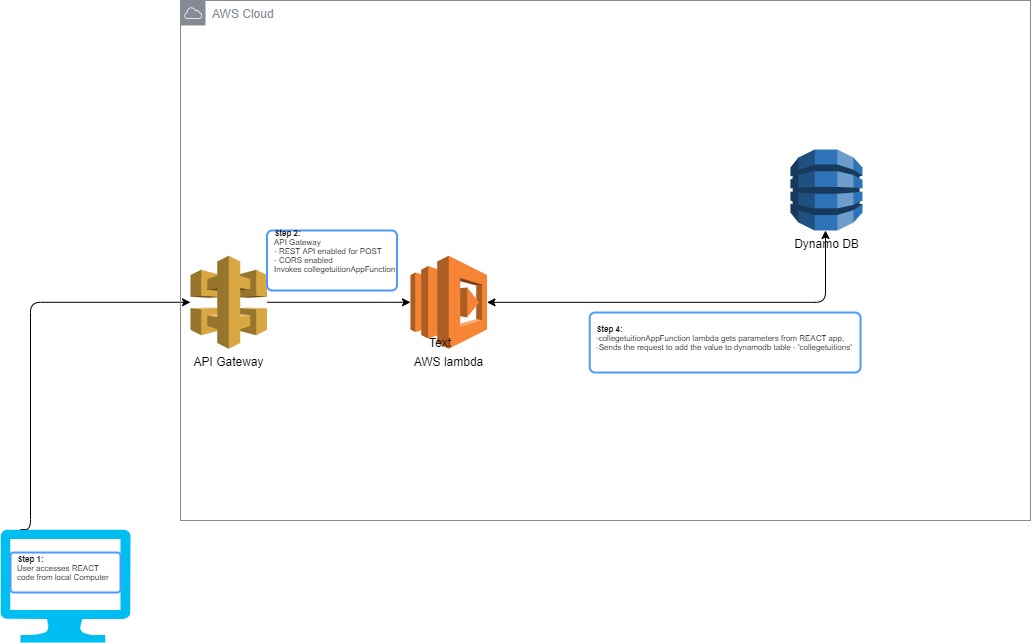 AWS Cloud
Step 2:
API Gateway
- REST API enabled for POST
- CORS enabled
Invokes collegetuitionAppFunction
Dynamo DB
Text
API Gateway
AWS lambda
Step 4:
-collegetuitionAppFunction lambda gets parameters from REACT app,
-Sends the request to add the value to dynamodb table - 'collegetuitions'
Step 1:
User accesses REACT
code from local Computer